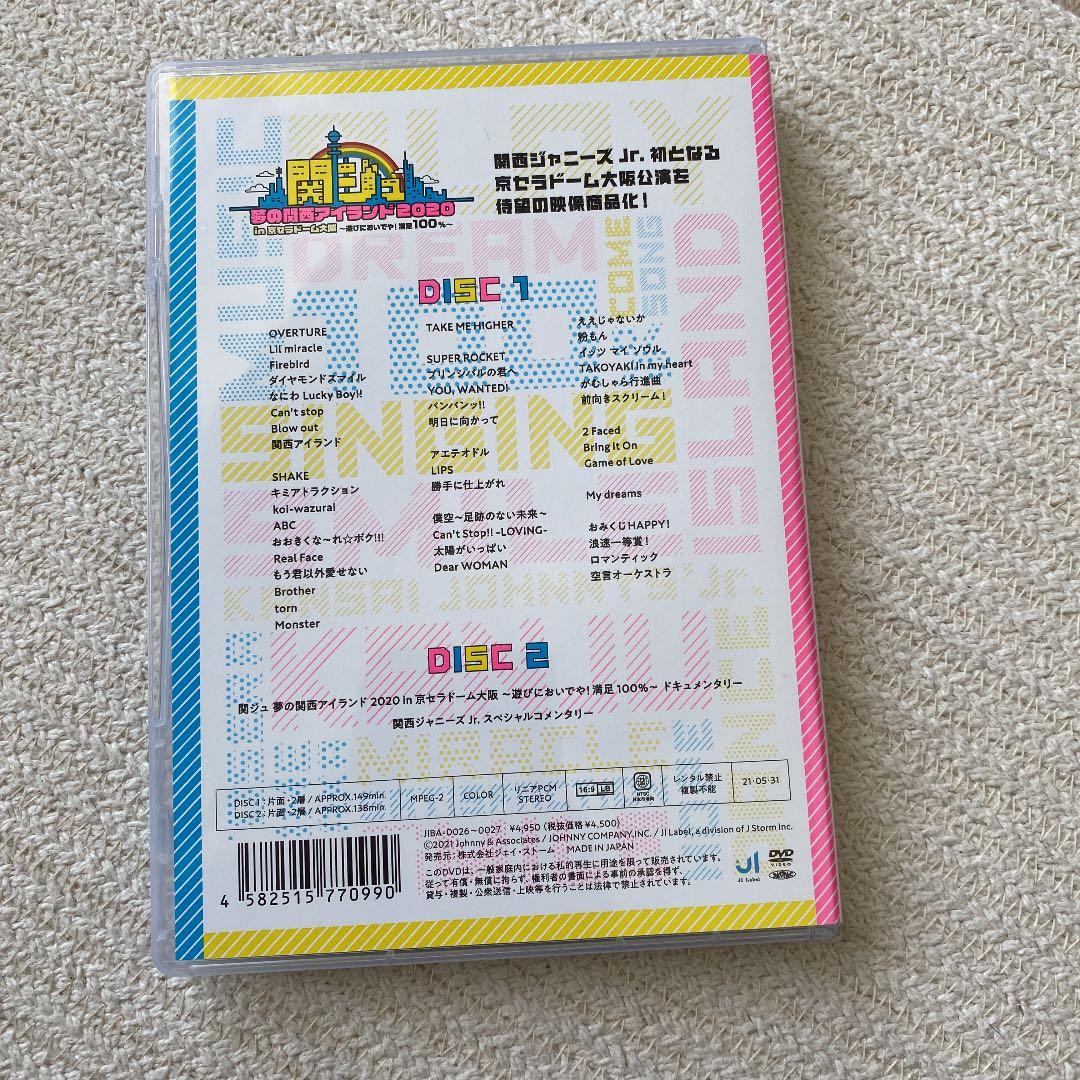 関ジュ
夢の関西アイランド2020
in 京セラドーム大阪 ～遊びにおいでや!満足100%～
関西ジャニーズ Jr. 初となる
京セラドーム大阪公演を
待望の映像商品化!
MUSIC
PLAY
DREAM
COME
SONG
100%
SINGING
SMILE
ISLAND
KANSAI JOHNNYS' Jr.
KANJU
MIRACLE
DISC 1
OVERTURE
Lil miracle
Firebird
ダイヤモンドスマイル
なにわ Lucky Boy!!
Can't stop
Blow out
関西アイランド
SHAKE
キミアトラクション
koi-wazurai
ABC
おおきくな～れ☆ボク!!!
Real Face
もう君以外愛せない
Brother
torn
Monster
TAKE ME HIGHER
SUPER ROCKET
プリンシパルの君へ
YOU, WANTED!
バンバンッ!!
明日に向かって
アエテオドル
LIPS
勝手に仕上がれ
僕空～足跡のない未来～
Can't Stop!! -LOVING-
太陽がいっぱい
Dear WOMAN
ええじゃないか
粉もん
イッツ マイ ソウル
TAKOYAKI in my heart
がむしゃら行進曲
前向きスクリーム!
2 Faced
Bring It On
Game of Love
My dreams
おみくじHAPPY!
浪速一等賞!
ロマンティック
空言オーケストラ
DISC 2
関ジュ 夢の関西アイランド 2020 in 京セラドーム大阪 ～遊びにおいでや! 満足 100%～ ドキュメンタリー
関西ジャニーズ Jr. スペシャルコメンタリー
DISC 1:片面・2層 / APPROX.149min.
DISC 2:片面・2層 / APPROX.138min.
MPEG-2
COLOR
リニアPCM
STEREO
16:9 LB
2
NTSC
日本市場向
レンタル禁止
複製不能
21・05・31
JIBA-0026～0027 ¥4,950 (税抜価格 ¥4,500)
Ⓒ2021 Johnny & Associates / JOHNNY COMPANY,INC. / JI Label, a division of J Storm Inc.
発売元:株式会社ジェイ・ストーム MADE IN JAPAN
このDVDは、一般家庭内における私的再生に用途を限って販売されています。
従って有償・無償に拘らず、権利者の書面による事前の承認を得ず、
貸与・複製・公衆送信・上映等を行うことは法律で禁止されています。
JI Label
DVD
VIDEO
4 582515 770990